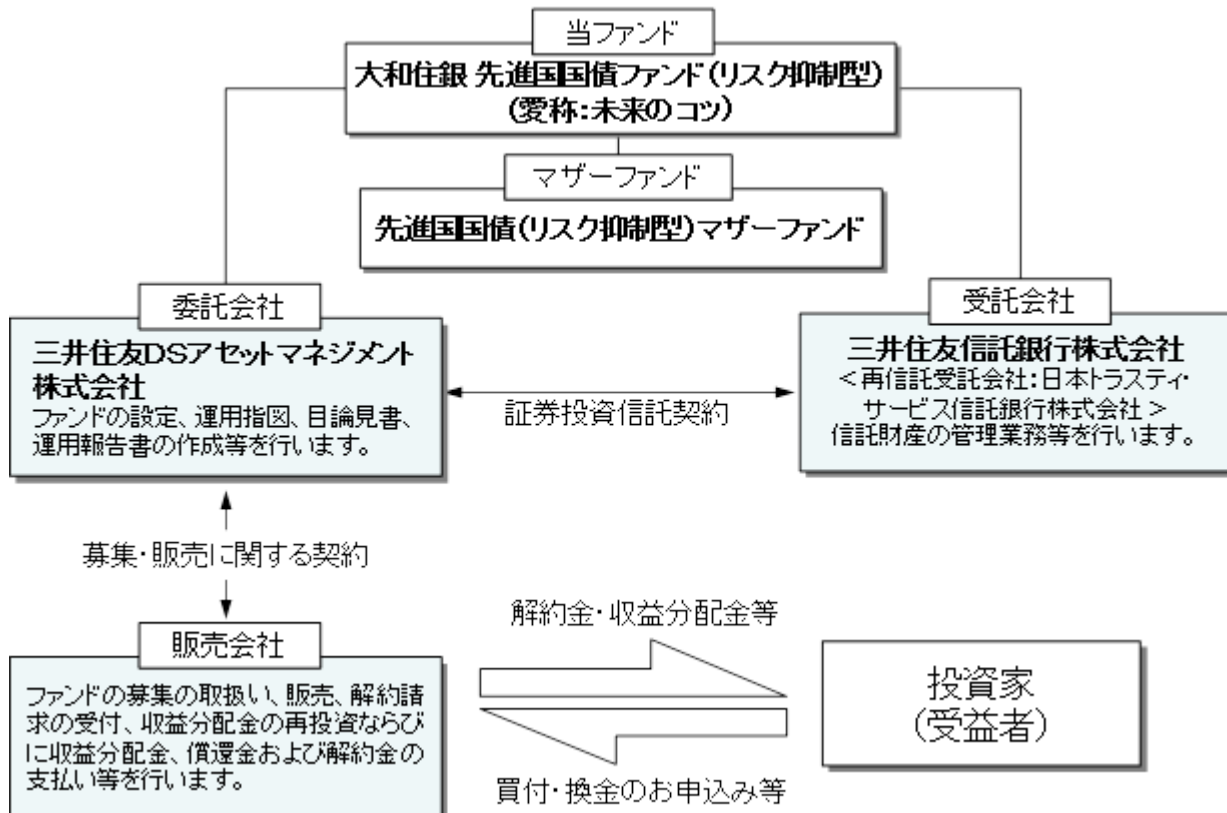 当ファンド
大和住銀 先進国国債ファンド(リスク抑制型)
(愛称:未来のコツ)
マザーファンド
先進国国債(リスク抑制型)マザーファンド
委託会社
三井住友DSアセットマネジメント
株式会社
ファンドの設定、運用指図、目論見書、
運用報告書の作成等を行います。
証券投資信託契約
受託会社
三井住友信託銀行株式会社
<再信託受託会社:日本トラスティ・
サービス信託銀行株式会社>
信託財産の管理業務等を行います。
募集・販売に関する契約
販売会社
ファンドの募集の取扱い、販売、解約請
求の受付、収益分配金の再投資ならび
に収益分配金、償還金および解約金の
支払い等を行います。
解約金・収益分配金等
買付・換金のお申込み等
投資家
(受益者)